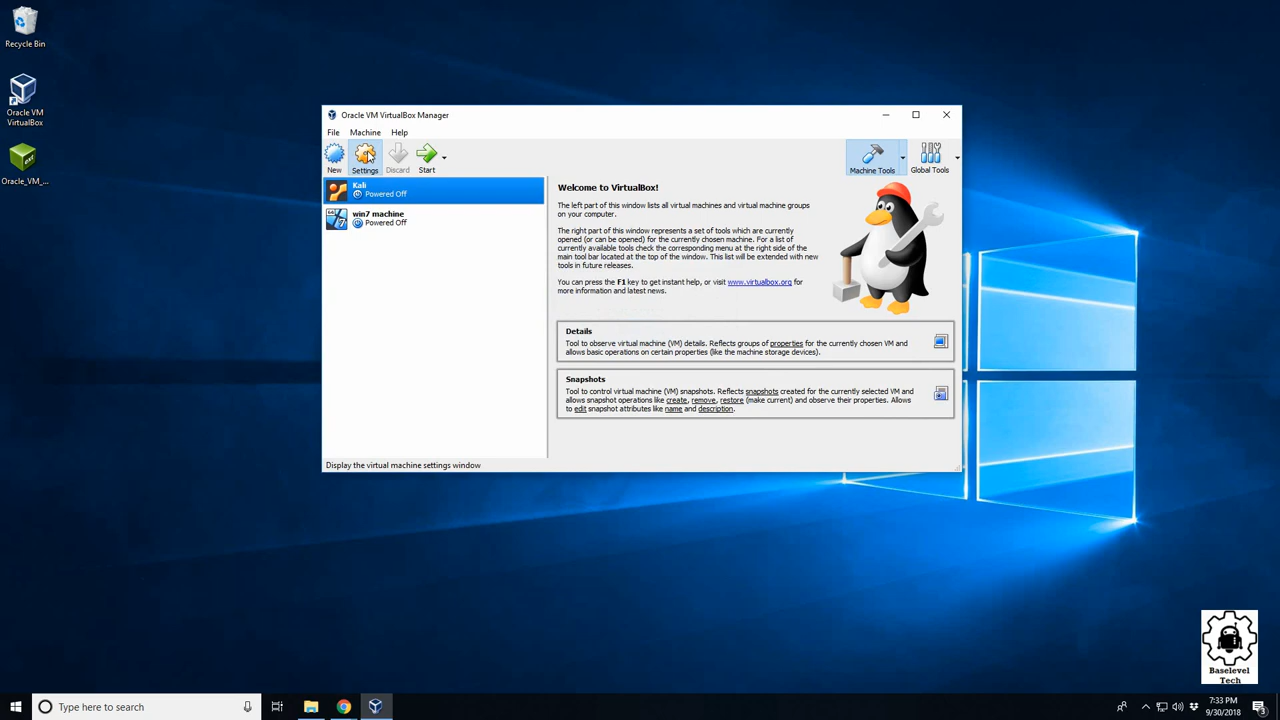 Recycle Bin
Oracle VM
VirtualBox
Oracle_VM_...
Oracle VM VirtualBox Manager
File Machine Help
New Settings Discard Start
Machine Tools Global Tools
Kali
Powered Off
64
7
win7 machine
Powered Off
Welcome to VirtualBox!
The left part of this window lists all virtual machines and virtual machine groups
on your computer.
The right part of this window represents a set of tools which are currently
opened (or can be opened) for the currently chosen machine. For a list of
currently available tools check the corresponding menu at the right side of the
main tool bar located at the top of the window. This list will be extended with new
tools in future releases.
You can press the F1 key to get instant help, or visit www.virtualbox.org for
more information and latest news.
Details
Tool to observe virtual machine (VM) details. Reflects groups of properties for the currently chosen VM and
allows basic operations on certain properties (like the machine storage devices).
Snapshots
Tool to control virtual machine (VM) snapshots. Reflects snapshots created for the currently selected VM and
allows snapshot operations like create, remove, restore (make current) and observe their properties. Allows
to edit snapshot attributes like name and description.
Display the virtual machine settings window
Baselevel
Tech
Type here to search
7:33 PM
9/30/2018
3